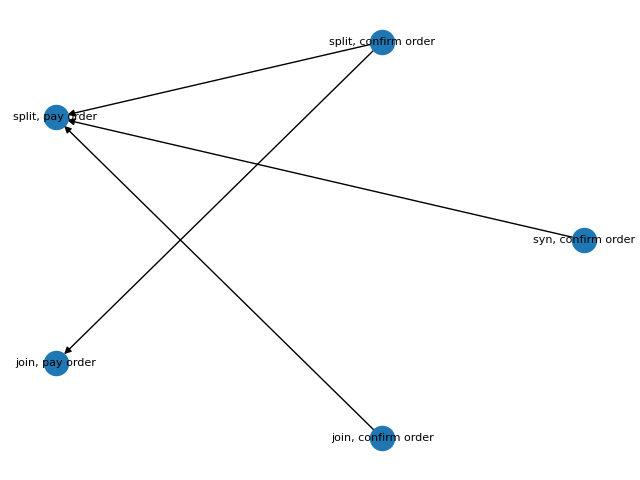 split, confirm order
split, pay order
syn, confirm order
join, pay order
join, confirm order